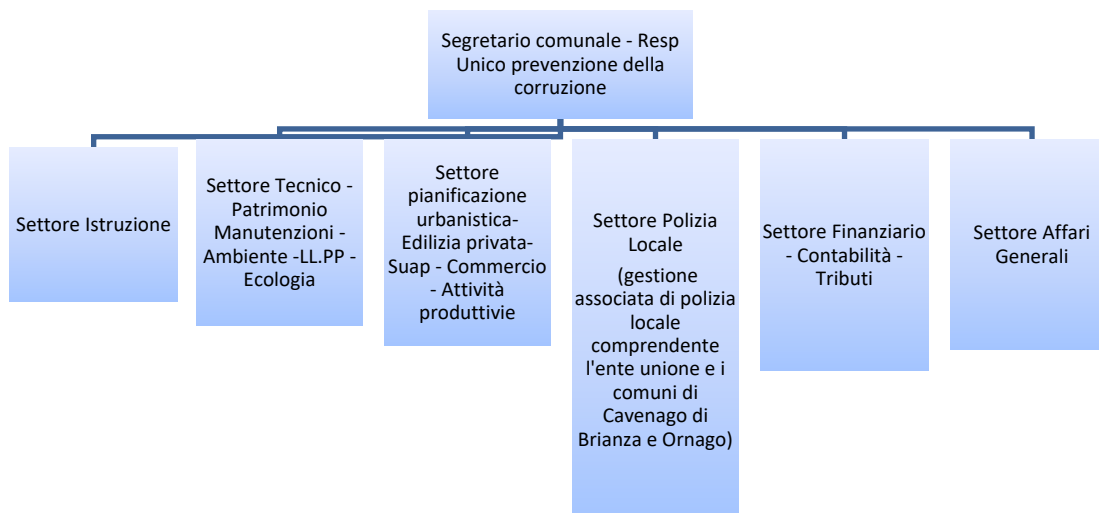 Segretario comunale - Resp
Unico prevenzione della
corruzione
Settore Istruzione
Settore Tecnico -
Patrimonio
Manutenzioni -
Ambiente -LL.PP -
Ecologia
Settore
pianificazione
urbanistica-
Edilizia privata-
Suap - Commercio
- Attività
produttivie
Settore Polizia
Locale
(gestione
associata di polizia
locale
comprendente
l'ente unione e i
comuni di
Cavenago di
Brianza e Ornago)
Settore Finanziario
- Contabilità -
Tributi
Settore Affari
Generali